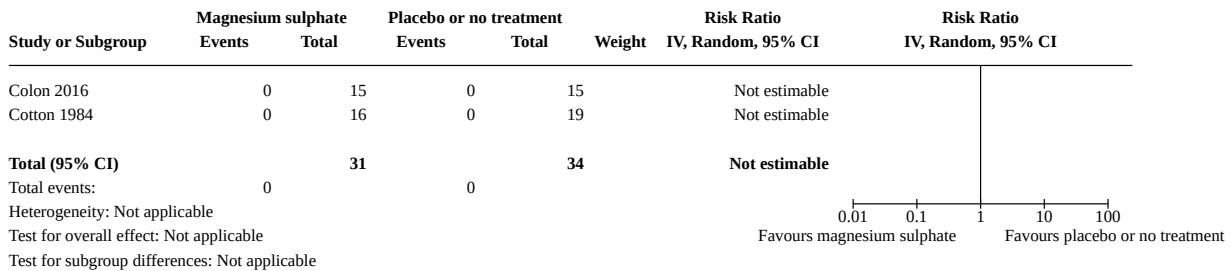 Magnesium sulphate Placebo or no treatment Risk Ratio Risk Ratio
Study or Subgroup Events Total Events Total Weight IV, Random, 95% CI IV, Random, 95% CI
Colon 2016 0 15 0 15 Not estimable
Cotton 1984 0 16 0 19 Not estimable
Total (95% CI) 31 34 Not estimable
Total events: 0 0
Heterogeneity: Not applicable
0.01 0.1 1 10 100
Test for overall effect: Not applicable Favours magnesium sulphate Favours placebo or no treatment
Test for subgroup differences: Not applicable